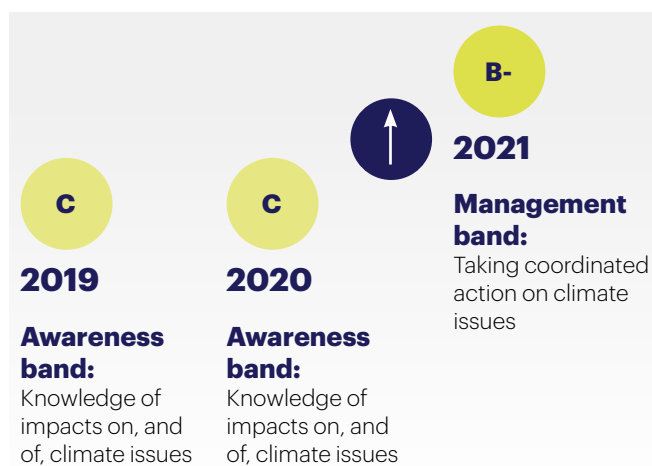 C
2019
Awareness
band:
Knowledge of
impacts on, and
of, climate issues
C
2020
Awareness
band:
Knowledge of
impacts on, and
of, climate issues
B-
2021
Management
band:
Taking coordinated
action on climate
issues